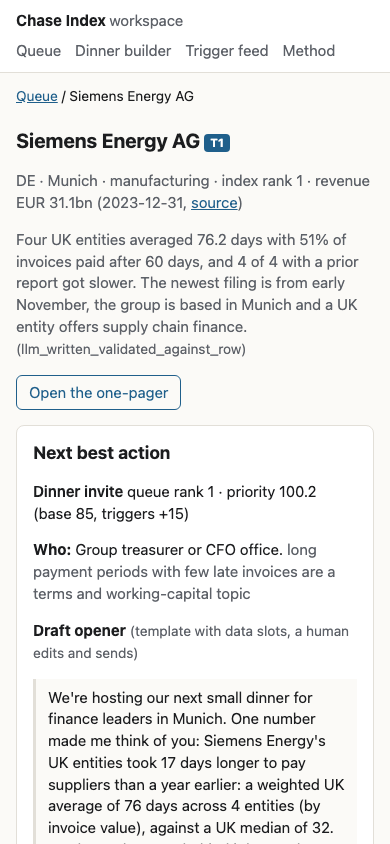 Chase Index workspace
Queue Dinner builder Trigger feed Method
Queue / Siemens Energy AG
Siemens Energy AG T1
DE · Munich · manufacturing · index rank 1 · revenue
EUR 31.1bn (2023-12-31, source)
Four UK entities averaged 76.2 days with 51% of
invoices paid after 60 days, and 4 of 4 with a prior
report got slower. The newest filing is from early
November, the group is based in Munich and a UK
entity offers supply chain finance.
(llm_written_validated_against_row)
Open the one-pager
Next best action
Dinner invite queue rank 1 · priority 100.2
(base 85, triggers +15)
Who: Group treasurer or CFO office. long
payment periods with few late invoices are a
terms and working-capital topic
Draft opener (template with data slots, a human
edits and sends)
We're hosting our next small dinner for
finance leaders in Munich. One number
made me think of you: Siemens Energy's
UK entities took 17 days longer to pay
suppliers than a year earlier: a weighted UK
average of 76 days across 4 entities (by
invoice value), against a UK median of 32.